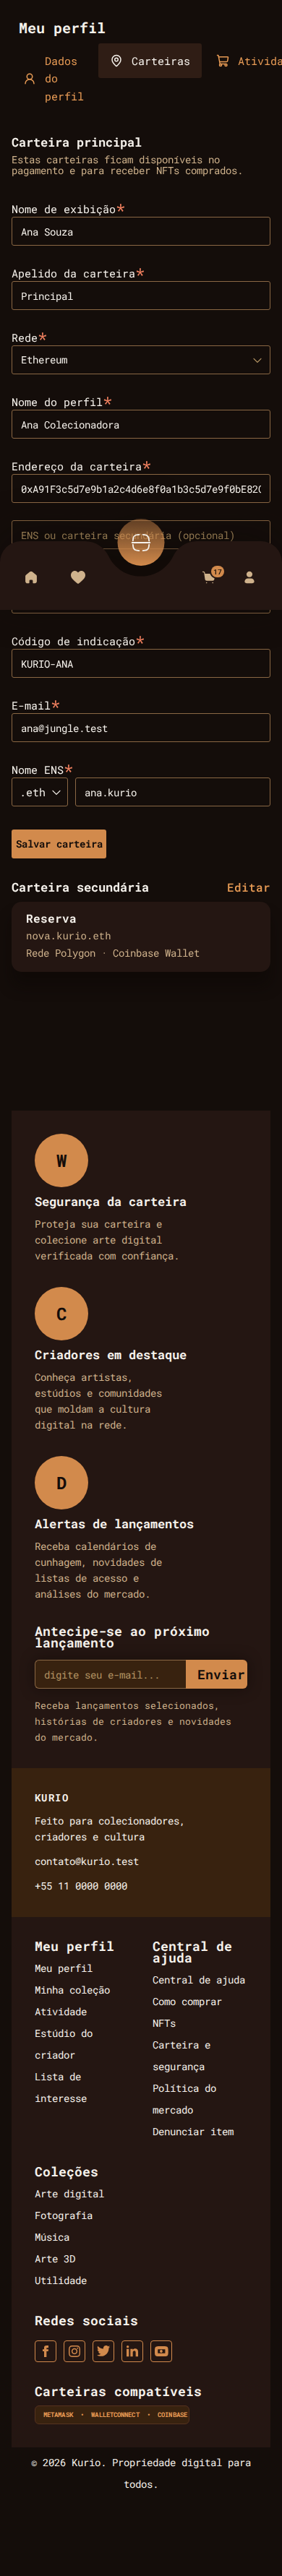 Meu perfil
Dados do perfil
Carteiras
Ativida
Carteira principal
Estas carteiras ficam disponíveis no
pagamento e para receber NFTs comprados.
Nome de exibição*
Ana Souza
Apelido da carteira*
Principal
Rede*
Ethereum
Nome do perfil*
Ana Colecionadora
Endereço da carteira*
0xA91F3c5d7e9b1a2c4d6e8f0a1b3c5d7e9f0bE82
ENS ou carteira secundária (opcional)
17
Código de indicação*
KURIO-ANA
E-mail*
ana@jungle.test
Nome ENS*
.eth
ana.kurio
Salvar carteira
Carteira secundária
Editar
Reserva
nova.kurio.eth
Rede Polygon · Coinbase Wallet
W
Segurança da carteira
Proteja sua carteira e
colecione arte digital
verificada com confiança.
C
Criadores em destaque
Conheça artistas,
estúdios e comunidades
que moldam a cultura
digital na rede.
D
Alertas de lançamentos
Receba calendários de
cunhagem, novidades de
listas de acesso e
análises do mercado.
Antecipe-se ao próximo
lançamento
digite seu e-mail...
Enviar
Receba lançamentos selecionados,
histórias de criadores e novidades
do mercado.
KURIO
Feito para colecionadores,
criadores e cultura
contato@kurio.test
+55 11 0000 0000
Meu perfil
Meu perfil
Minha coleção
Atividade
Estúdio do
criador
Lista de
interesse
Central de
ajuda
Central de ajuda
Como comprar
NFTs
Carteira e
segurança
Política do
mercado
Denunciar item
Coleções
Arte digital
Fotografia
Música
Arte 3D
Utilidade
Redes sociais
Carteiras compatíveis
METAMASK • WALLETCONNECT • COINBASE
© 2026 Kurio. Propriedade digital para
todos.